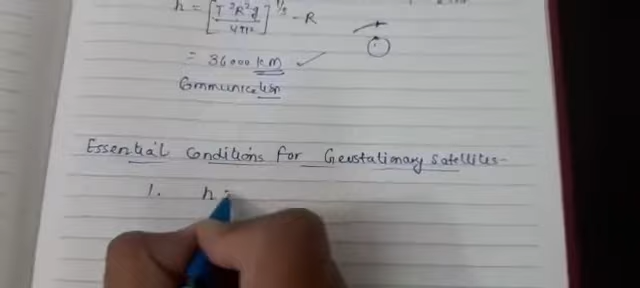 h = [T²R²g / 4π²]^1/3 - R
= 36000 km ✓
Communication
Essential Conditions for Geostationary Satellites-
1. h =